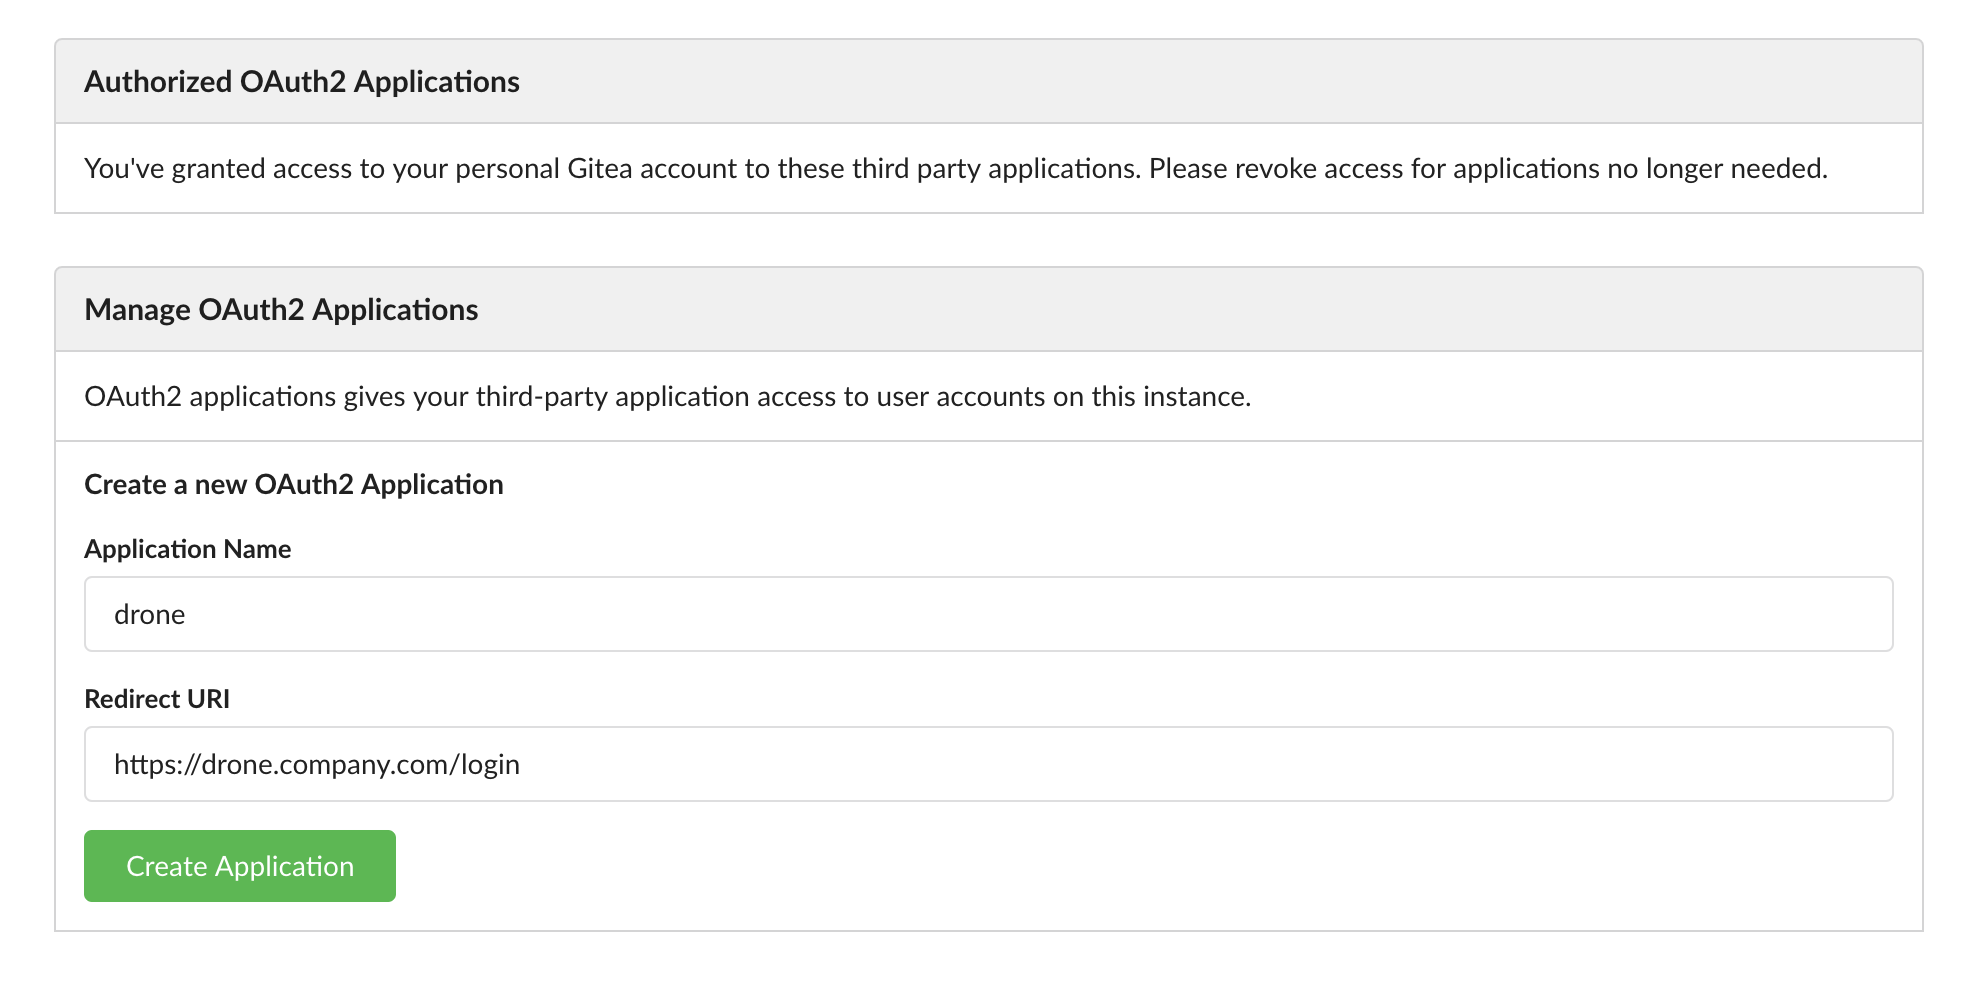 Authorized OAuth2 Applications
You've granted access to your personal Gitea account to these third party applications. Please revoke access for applications no longer needed.
Manage OAuth2 Applications
OAuth2 applications gives your third-party application access to user accounts on this instance.
Create a new OAuth2 Application
Application Name
drone
Redirect URI
https://drone.company.com/login
Create Application